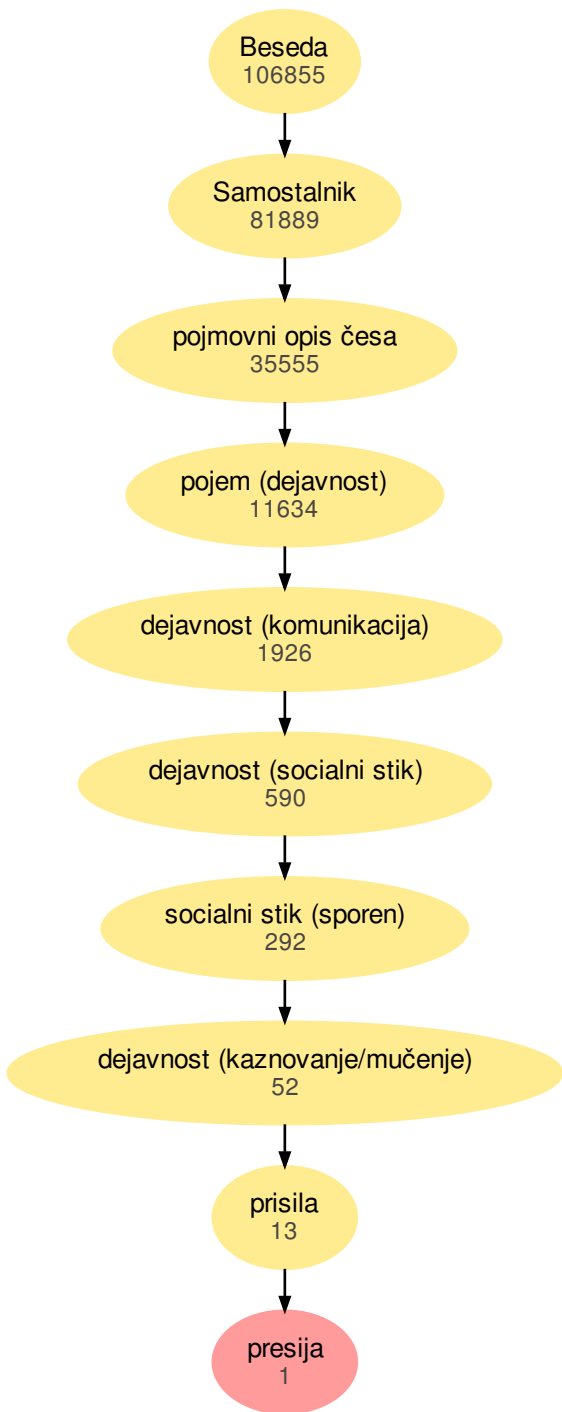 Beseda
106855
Samostalnik
81889
pojmovni opis česa
35555
pojem (dejavnost)
11634
dejavnost (komunikacija)
1926
dejavnost (socialni stik)
590
socialni stik (sporen)
292
dejavnost (kaznovanje/mučenje)
52
prisila
13
presija
1